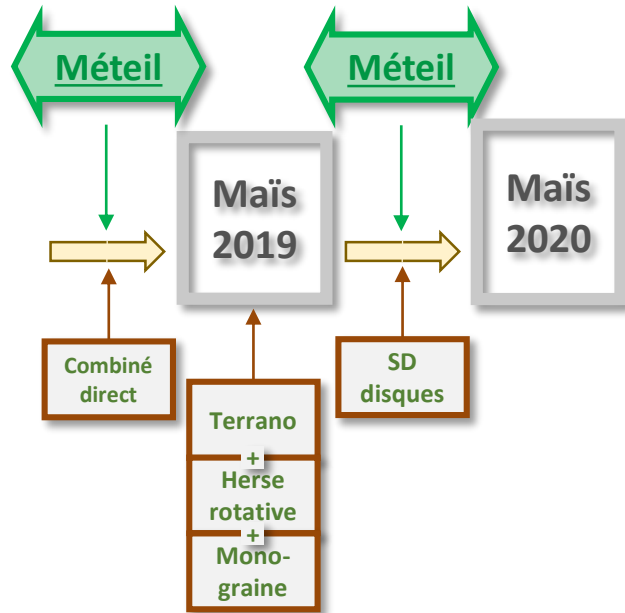 Méteil
Méteil
Maïs
2019
Maïs
2020
Combiné
direct
SD
disques
Terrano
+
Herse
rotative
+
Mono-
graine